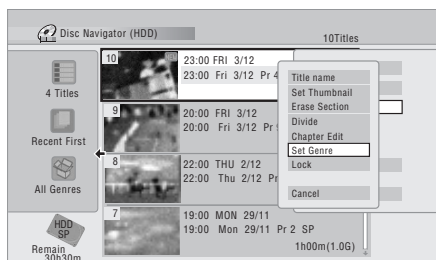 Disc Navigator (HDD)
10Titles
4 Titles
Recent First
All Genres
HDD
SP
Remain
30h30m
10
23:00 FRI 3/12
23:00 Fri 3/12 Pr 4
9
20:00 FRI 3/12
20:00 Fri 3/12 Pr
8
22:00 THU 2/12
22:00 Thu 2/12 Pr
7
19:00 MON 29/11
19:00 Mon 29/11 Pr 2 SP
1h00m(1.0G)
Title name
Set Thumbnail
Erase Section
Divide
Chapter Edit
Set Genre
Lock
Cancel